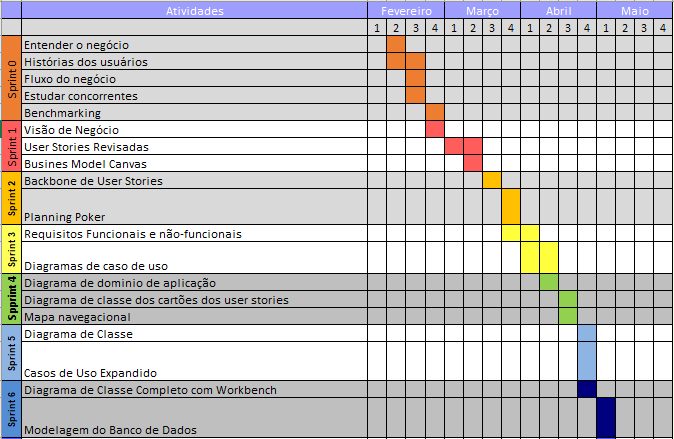 Atividades Fevereiro Março Abril Maio
1 2 3 4 1 2 3 4 1 2 3 4 1 2 3 4
Sprint 0
Entender o negócio
Histórias dos usuários
Fluxo do negócio
Estudar concorrentes
Benchmarking
Sprint 1
Visão de Negócio
User Stories Revisadas
Busines Model Canvas
Sprint 2
Backbone de User Stories
Planning Poker
Sprint 3
Requisitos Funcionais e não-funcionais
Diagramas de caso de uso
Spprint 4
Diagrama de dominio de aplicação
Diagrama de classe dos cartões dos user stories
Mapa navegacional
Sprint 5
Diagrama de Classe
Casos de Uso Expandido
Sprint 6
Diagrama de Classe Completo com Workbench
Modelagem do Banco de Dados